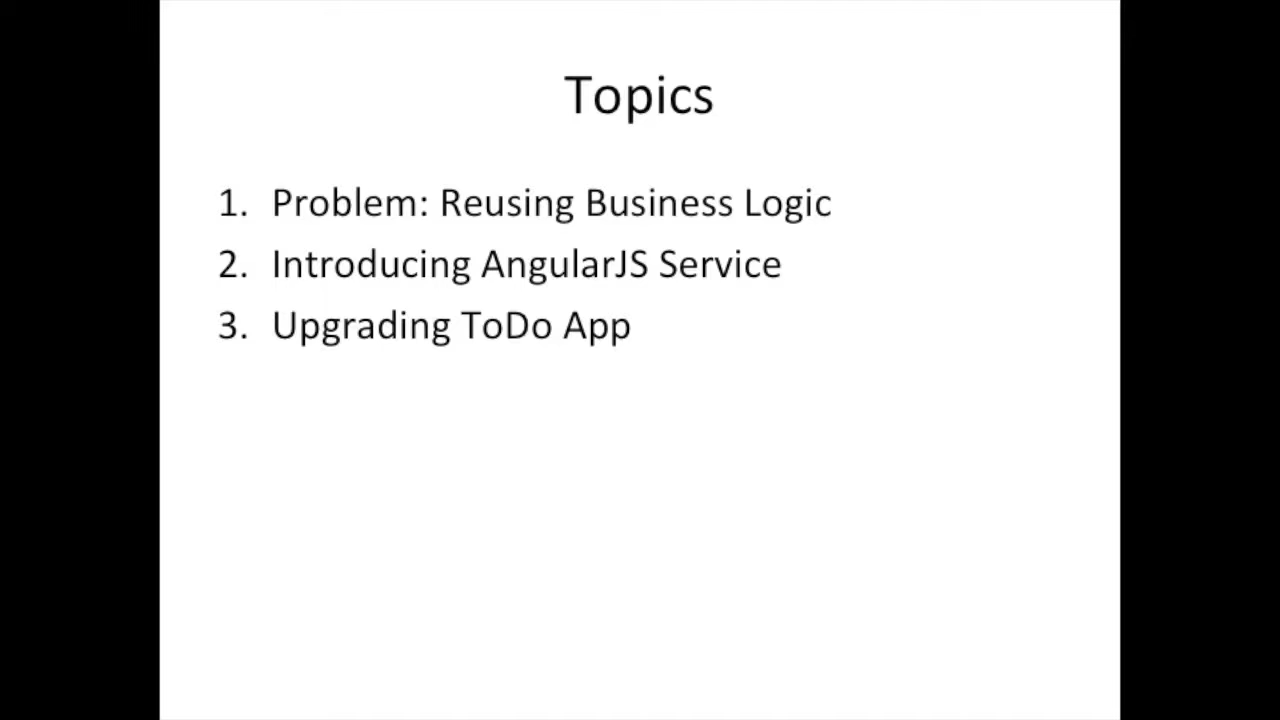 Topics
1. Problem: Reusing Business Logic
2. Introducing AngularJS Service
3. Upgrading ToDo App